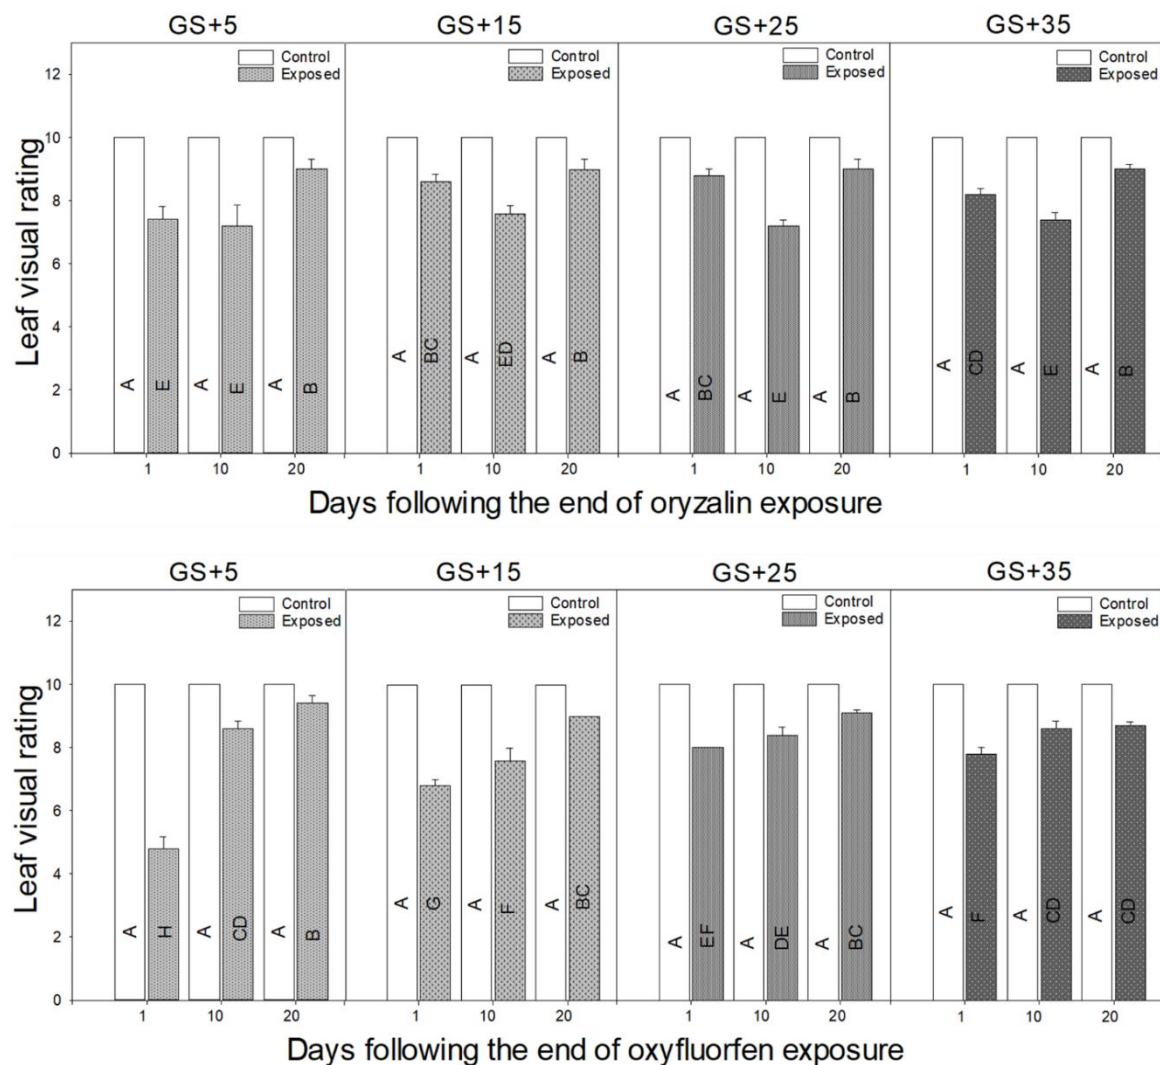 GS+5 GS+15 GS+25 GS+35
Control Control Control Control
Exposed Exposed Exposed Exposed
12
10
8
6
4
2
0
Leaf visual rating
A E A E A B A BC A ED A B A BC A E A B A CD A E A B
1 10 20 1 10 20 1 10 20 1 10 20
Days following the end of oryzalin exposure
GS+5 GS+15 GS+25 GS+35
Control Control Control Control
Exposed Exposed Exposed Exposed
12
10
8
6
4
2
0
Leaf visual rating
A H A CD A B A G A F A BC A EF A DE A BC A F A CD A CD
1 10 20 1 10 20 1 10 20 1 10 20
Days following the end of oxyfluorfen exposure